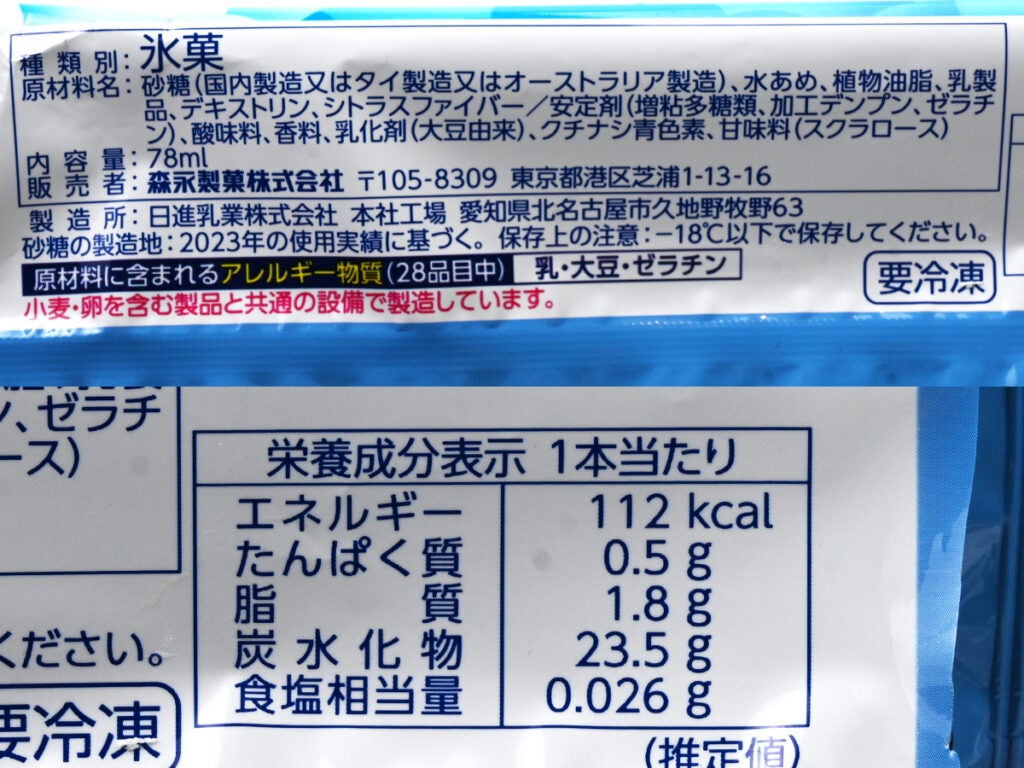 種類別：氷菓
原材料名：砂糖（国内製造又はタイ製造又はオーストラリア製造）、水あめ、植物油脂、乳製
品、デキストリン、シトラスファイバー／安定剤（増粘多糖類、加工デンプン、ゼラチ
ン）、酸味料、香料、乳化剤（大豆由来）、クチナシ青色素、甘味料（スクラロース）
内容量：78ml
販売者：森永製菓株式会社 〒105-8309 東京都港区芝浦1-13-16
製造所：日進乳業株式会社 本社工場 愛知県北名古屋市久地野牧野63
砂糖の製造地：2023年の使用実績に基づく。保存上の注意：−18℃以下で保存してください。
原材料に含まれるアレルギー物質（28品目中） 乳・大豆・ゼラチン
要冷凍
小麦・卵を含む製品と共通の設備で製造しています。
ン、ゼラチ
ース）
ください。
要冷凍
栄養成分表示 1本当たり
エネルギー 112 kcal
たんぱく質 0.5 g
脂質 1.8 g
炭水化物 23.5 g
食塩相当量 0.026 g
（推定値）